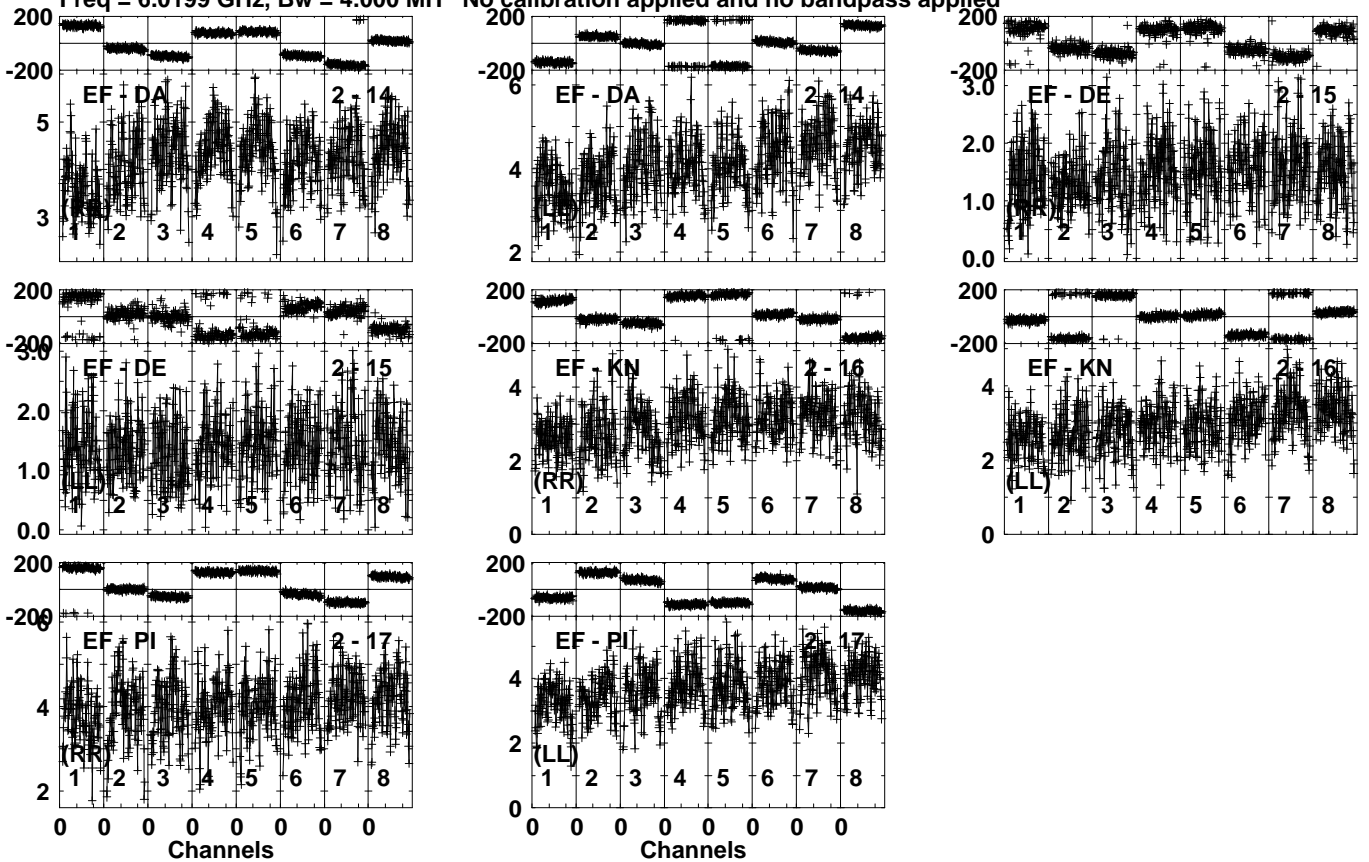 Freq = 6.0199 GHz, Bw = 4.000 MH No calibration applied and no bandpass applied
200 200 200
-200 -200 -200
EF - DA 2 - 14 EF - DA 2 - 14 EF - DE 2 - 15
5 3 (RR)
6 4 2 (LL)
3.0 2.0 1.0 0.0 (RR)
1 2 3 4 5 6 7 8 1 2 3 4 5 6 7 8 1 2 3 4 5 6 7 8
200 200 200
-200 -200 -200
EF - DE 2 - 15 EF - KN 2 - 16 EF - KN 2 - 16
3.0 2.0 1.0 0.0 (LL)
4 2 0 (RR)
4 2 0 (LL)
1 2 3 4 5 6 7 8 1 2 3 4 5 6 7 8 1 2 3 4 5 6 7 8
200 200
-200 -200
EF - PI 2 - 17 EF - PI 2 - 17
6 4 2 (RR)
4 2 0 (LL)
1 2 3 4 5 6 7 8 1 2 3 4 5 6 7 8
0 0 0 0 0 0 0 0 0 0 0 0 0 0 0 0
Channels Channels